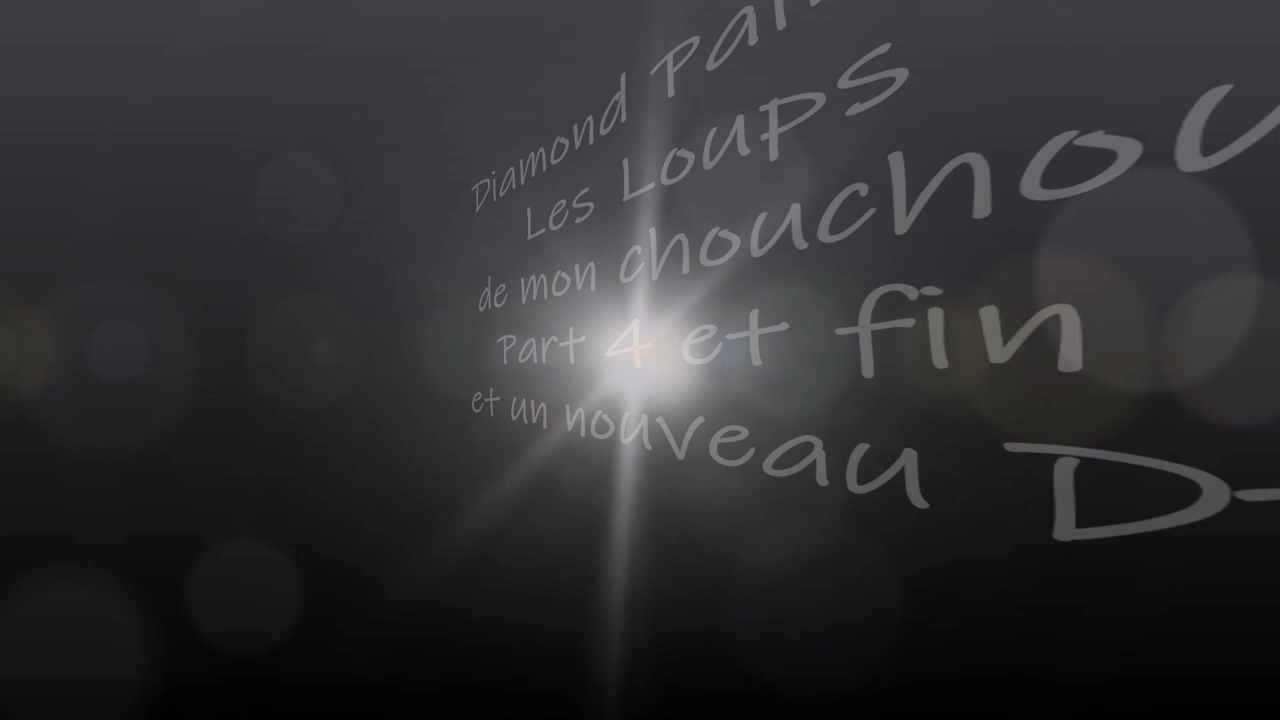 Diamond
Les Loups
de mon
Part 4 et fin
et un nouveau